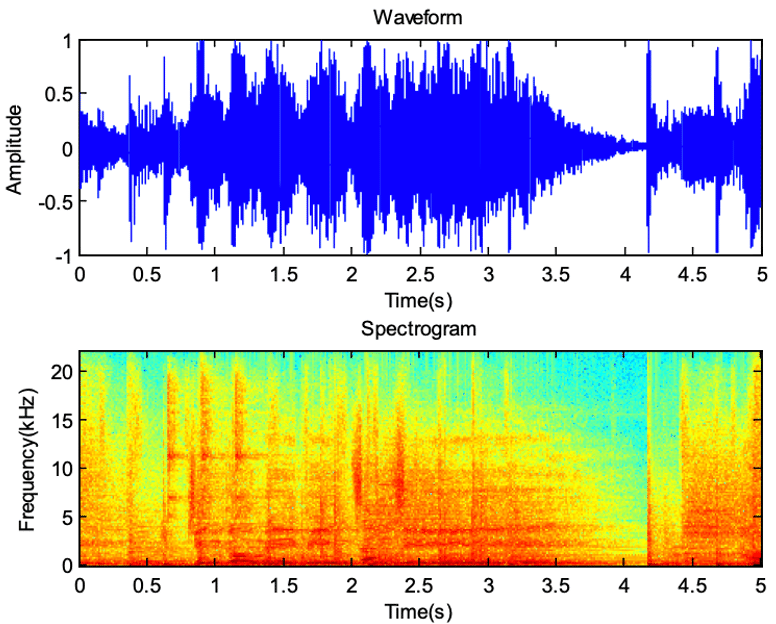 Waveform
1
0.5
0
-0.5
-1
Amplitude
0 0.5 1 1.5 2 2.5 3 3.5 4 4.5 5
Time(s)
Spectrogram
20
15
10
5
0
Frequency(kHz)
0 0.5 1 1.5 2 2.5 3 3.5 4 4.5 5
Time(s)